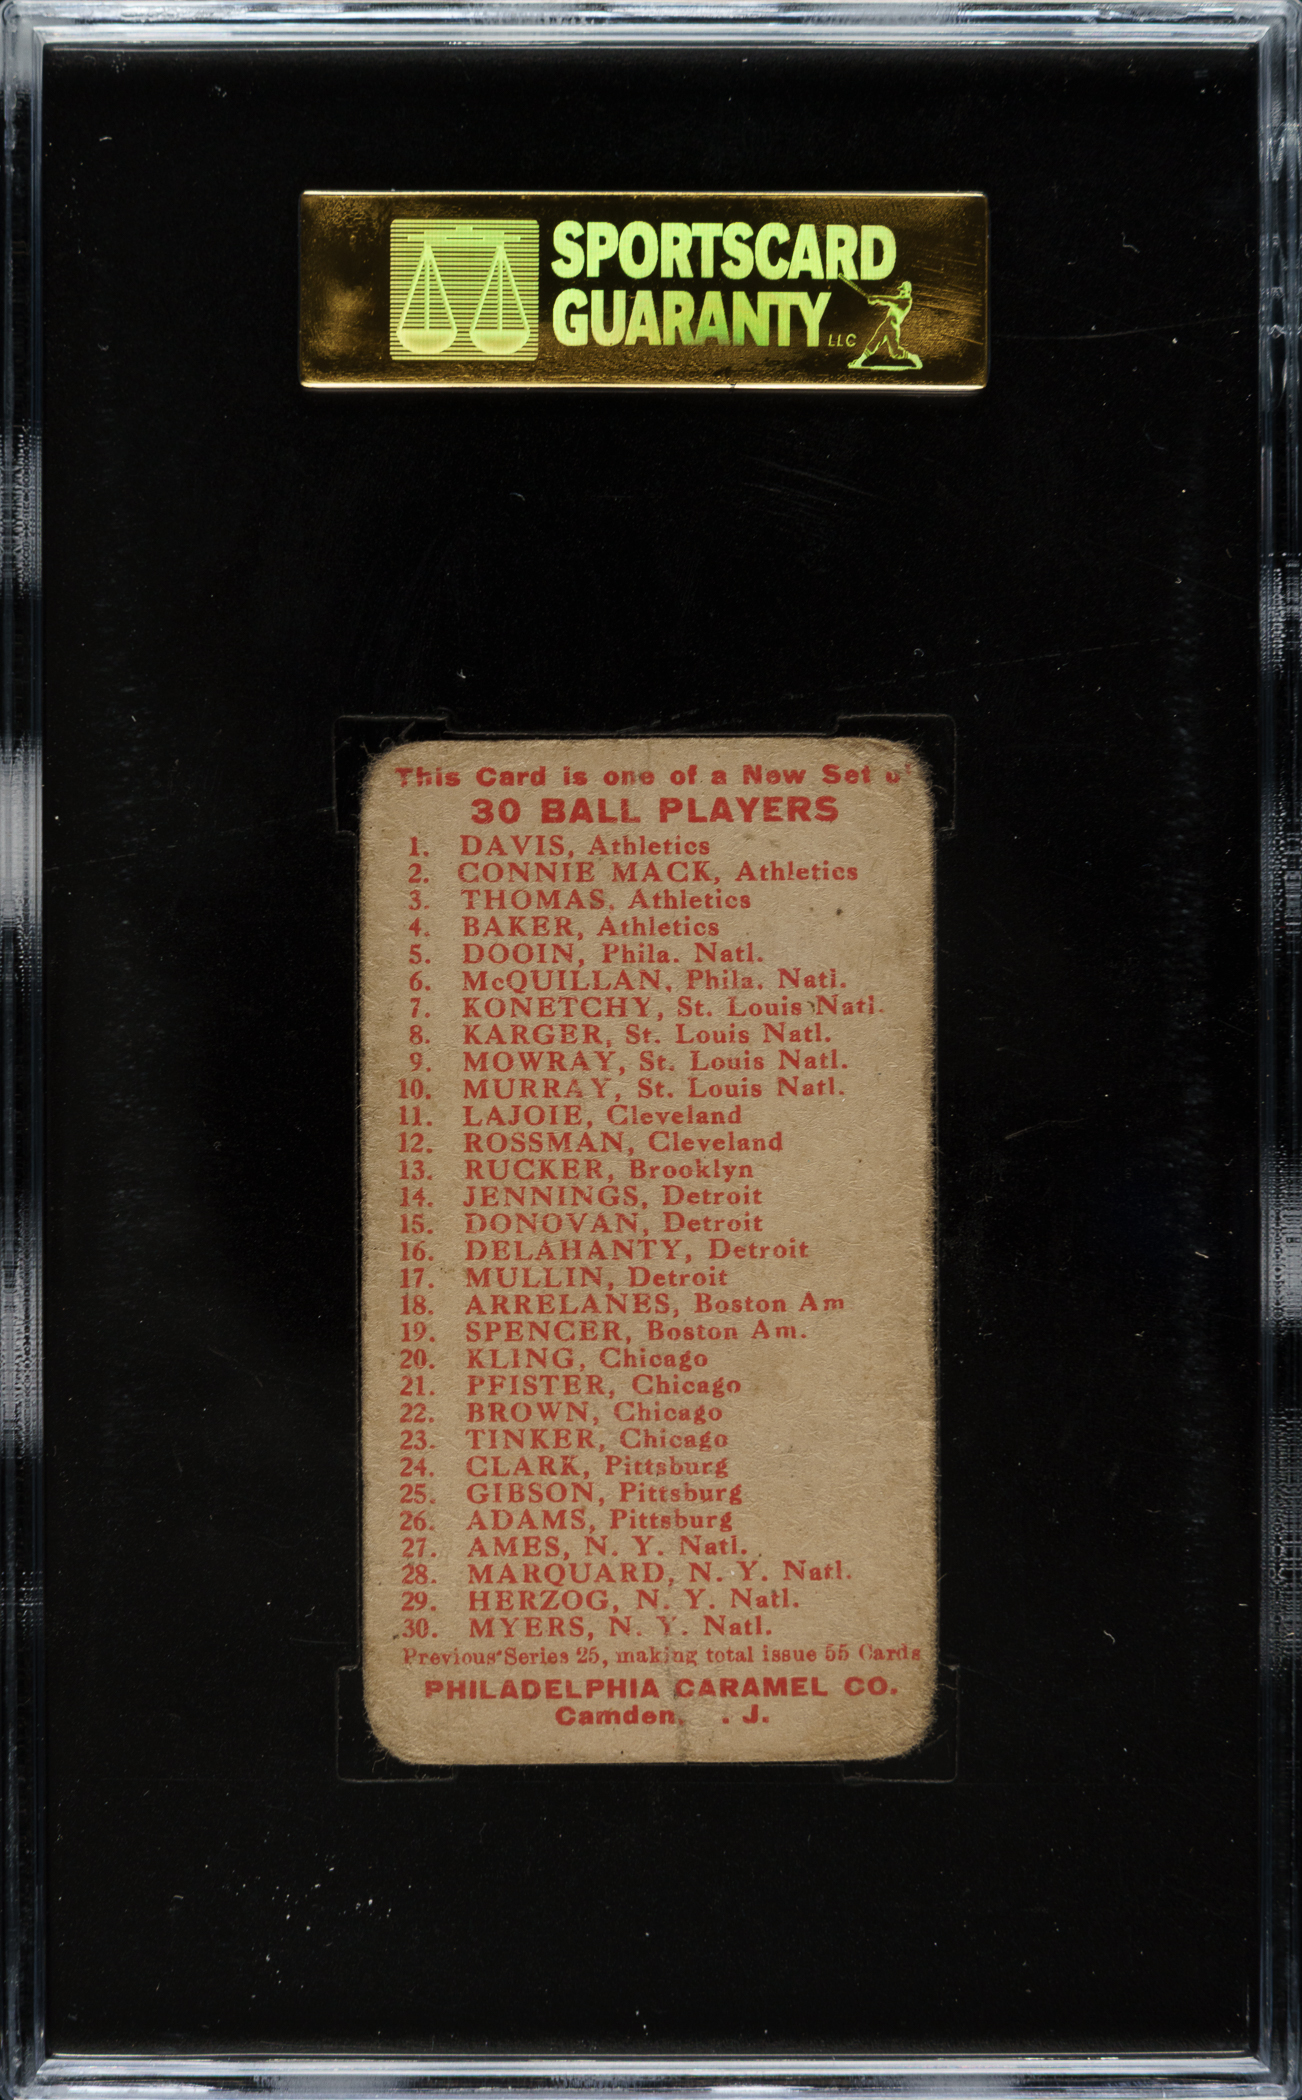 SPORTSCARD
GUARANTY LLC
This Card is one of a New Set of
30 BALL PLAYERS
1. DAVIS, Athletics
2. CONNIE MACK, Athletics
3. THOMAS, Athletics
4. BAKER, Athletics
5. DOOIN, Phila. Natl.
6. McQUILLAN, Phila. Natl.
7. KONETCHY, St. Louis Natl.
8. KARGER, St. Louis Natl.
9. MOWRAY, St. Louis Natl.
10. MURRAY, St. Louis Natl.
11. LAJOIE, Cleveland
12. ROSSMAN, Cleveland
13. RUCKER, Brooklyn
14. JENNINGS, Detroit
15. DONOVAN, Detroit
16. DELAHANTY, Detroit
17. MULLIN, Detroit
18. ARRELANES, Boston Am
19. SPENCER, Boston Am.
20. KLING, Chicago
21. PFISTER, Chicago
22. BROWN, Chicago
23. TINKER, Chicago
24. CLARK, Pittsburg
25. GIBSON, Pittsburg
26. ADAMS, Pittsburg
27. AMES, N. Y. Natl.
28. MARQUARD, N. Y. Natl.
29. HERZOG, N. Y. Natl.
30. MYERS, N. Y. Natl.
Previous Series 25, making total issue 55 Cards
PHILADELPHIA CARAMEL CO.
Camden, . J.